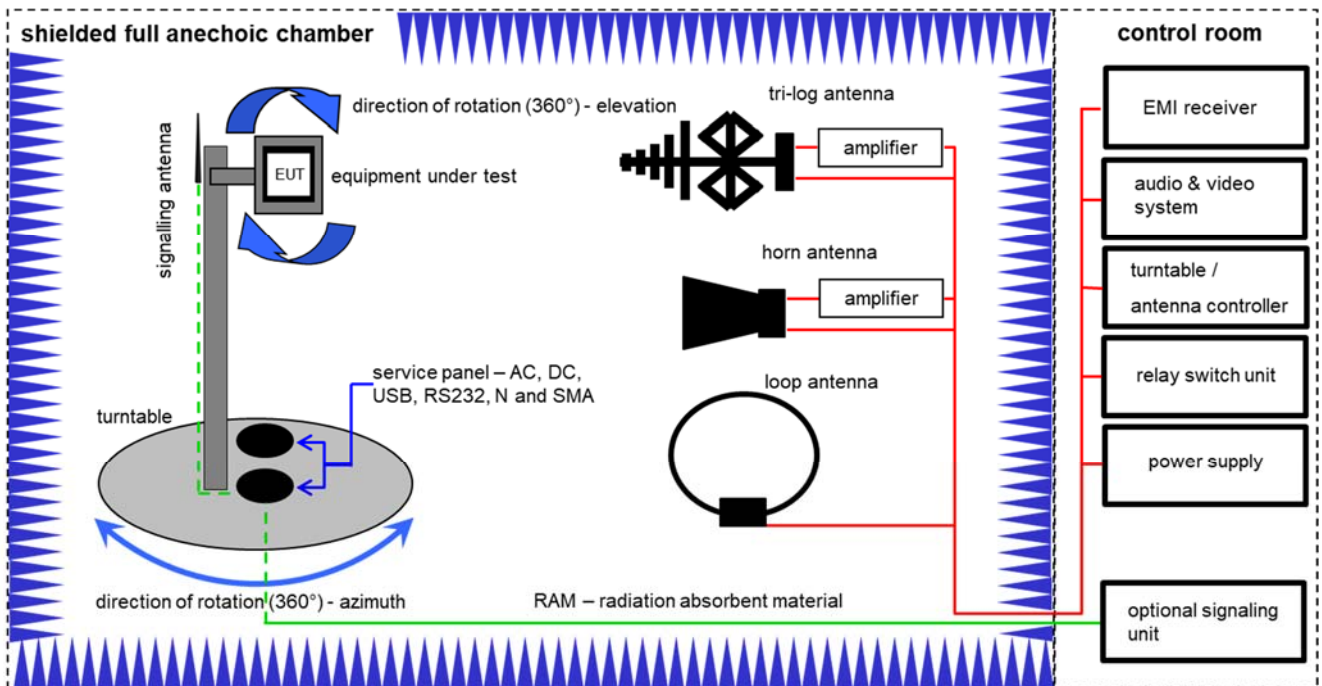 shielded full anechoic chamber
control room
direction of rotation (360°) - elevation
signalling antenna
EUT
equipment under test
tri-log antenna
amplifier
horn antenna
amplifier
loop antenna
service panel – AC, DC,
USB, RS232, N and SMA
turntable
direction of rotation (360°) - azimuth
RAM – radiation absorbent material
EMI receiver
audio & video
system
turntable /
antenna controller
relay switch unit
power supply
optional signaling
unit